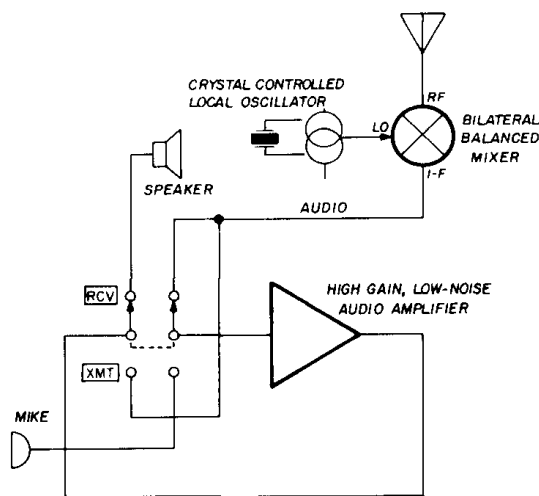 CRYSTAL CONTROLLED
LOCAL OSCILLATOR
RF
LO
BILATERAL
BALANCED
MIXER
I-F
SPEAKER
AUDIO
RCV
HIGH GAIN, LOW-NOISE
AUDIO AMPLIFIER
XMT
MIKE